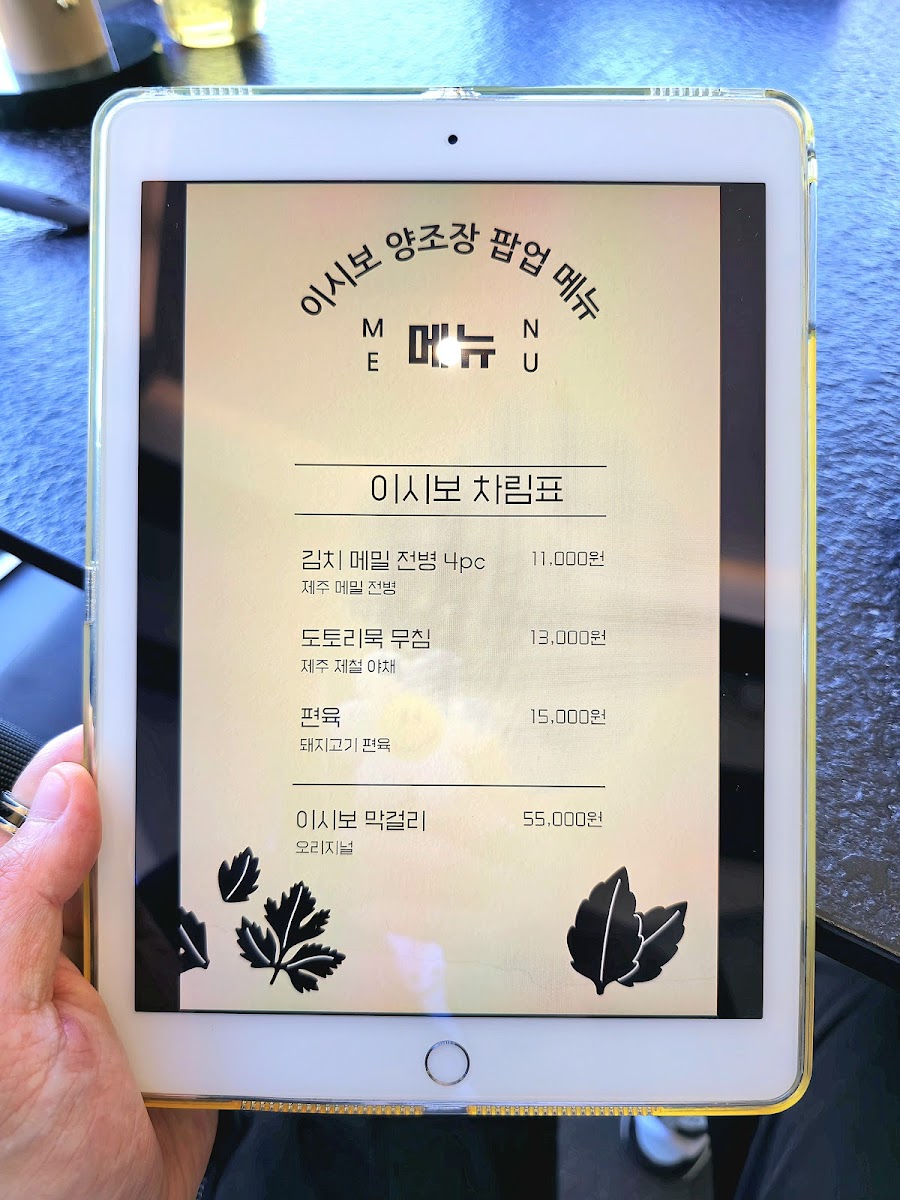 이시보 양조장 팝업 메뉴
ME 메뉴 NU
이시보 차림표
김치 메밀 전병 4pc 11,000원
제주 메밀 전병
도토리묵 무침 13,000원
제주 제철 야채
편육 15,000원
돼지고기 편육
이시보 막걸리 55,000원
오리지널